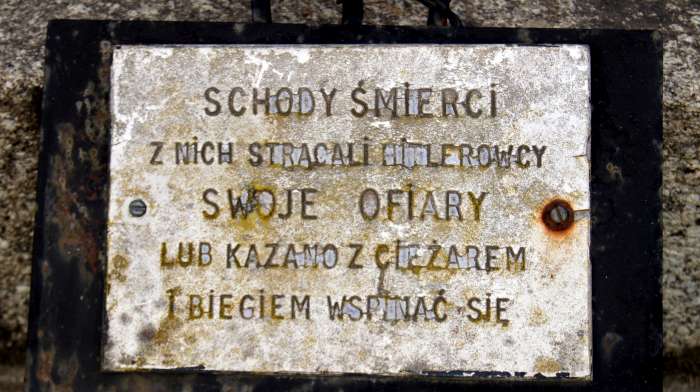 SCHODY ŚMIERCI
Z NICH STRĄCALI HITLEROWCY
SWOJE OFIARY
LUB KAZANO Z CIĘŻAREM
I BIEGIEM WSPINAĆ SIĘ